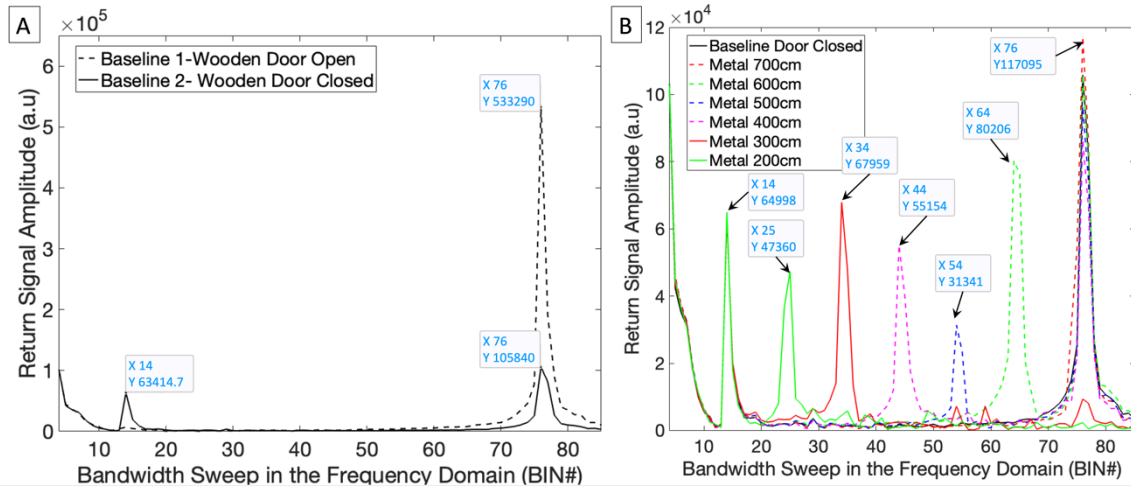 A
×10^5
6
5
4
3
2
1
0
Return Signal Amplitude (a.u)
Baseline 1-Wooden Door Open
Baseline 2- Wooden Door Closed
X 76
Y 533290
X 76
Y 105840
X 14
Y 63414.7
10 20 30 40 50 60 70 80
Bandwidth Sweep in the Frequency Domain (BIN#)
B
×10^4
12
10
8
6
4
2
0
Return Signal Amplitude (a.u)
Baseline Door Closed
Metal 700cm
Metal 600cm
Metal 500cm
Metal 400cm
Metal 300cm
Metal 200cm
X 76
Y117095
X 64
Y 80206
X 34
Y 67959
X 14
Y 64998
X 44
Y 55154
X 25
Y 47360
X 54
Y 31341
10 20 30 40 50 60 70 80
Bandwidth Sweep in the Frequency Domain (BIN#)